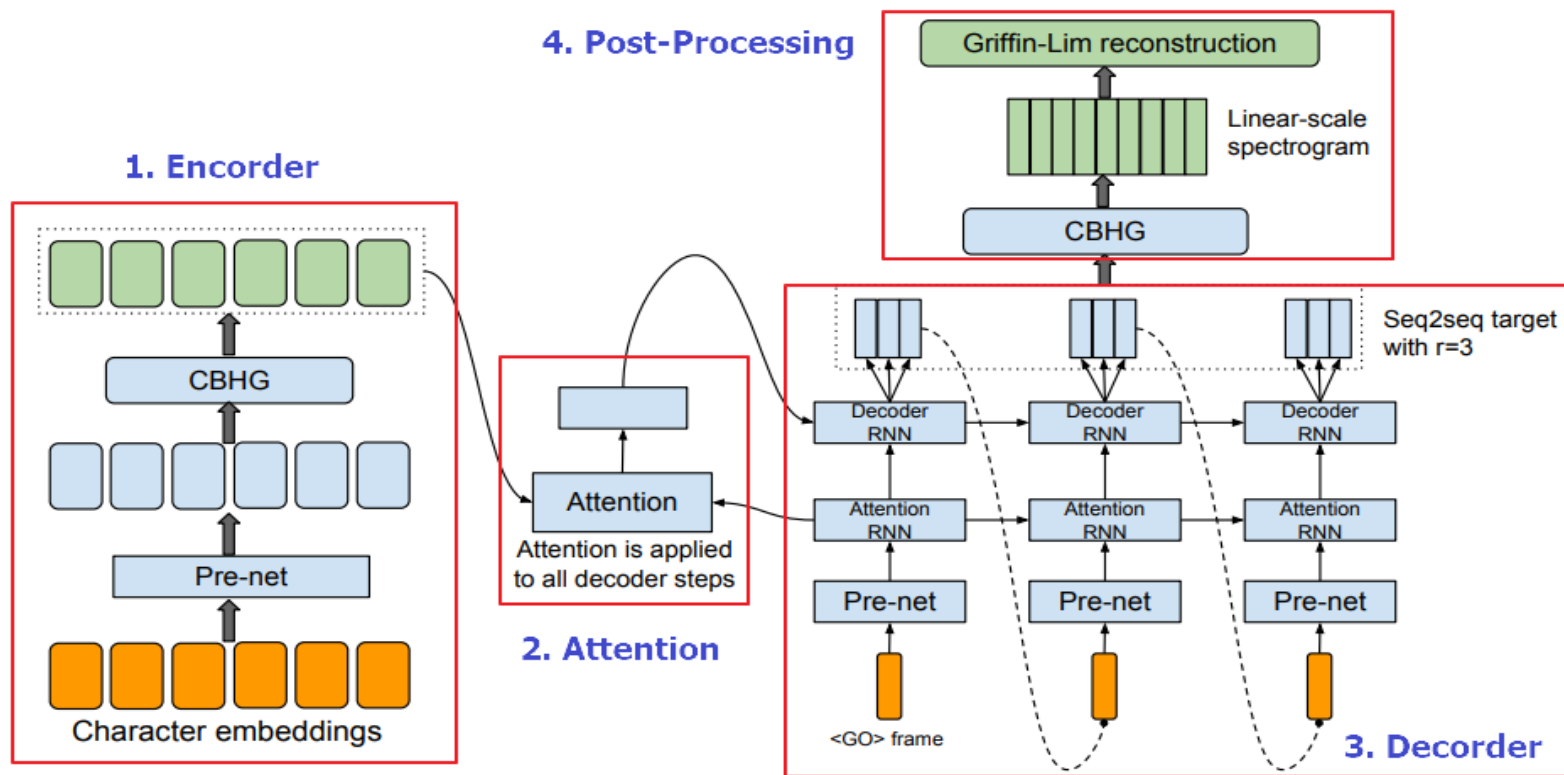 4. Post-Processing
Griffin-Lim reconstruction
Linear-scale
spectrogram
CBHG
1. Encorder
CBHG
Pre-net
Character embeddings
Attention
Attention is applied
to all decoder steps
2. Attention
Seq2seq target
with r=3
Decoder
RNN
Decoder
RNN
Decoder
RNN
Attention
RNN
Attention
RNN
Attention
RNN
Pre-net
Pre-net
Pre-net
<GO> frame
3. Decorder